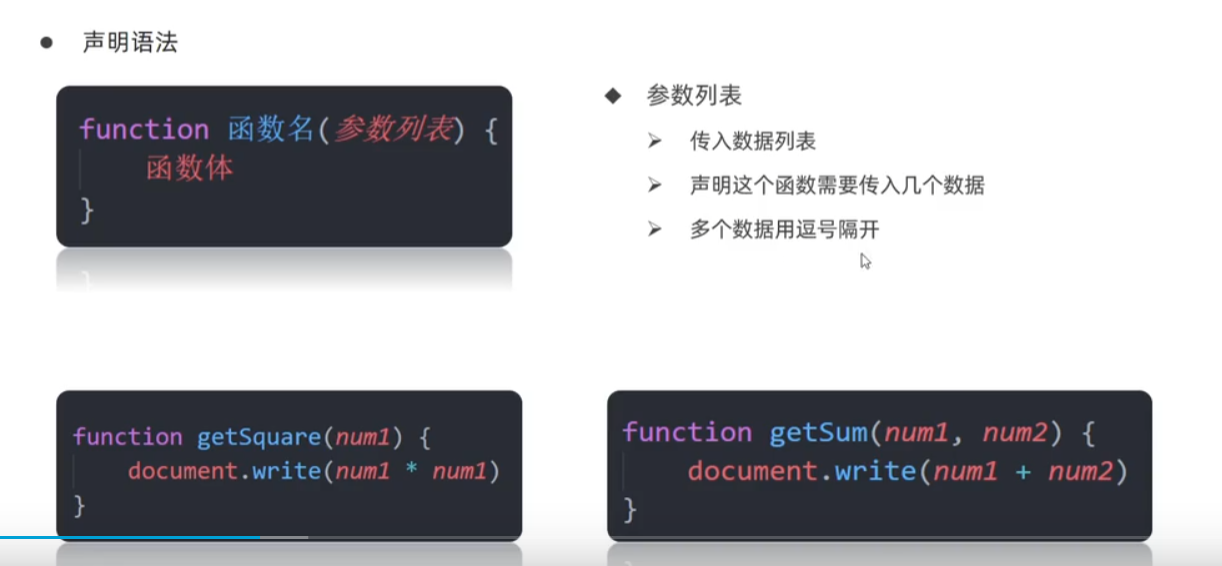 声明语法
function 函数名(参数列表) {
函数体
}
参数列表
传入数据列表
声明这个函数需要传入几个数据
多个数据用逗号隔开
function getSquare(num1) {
document.write(num1 * num1)
}
function getSum(num1, num2) {
document.write(num1 + num2)
}